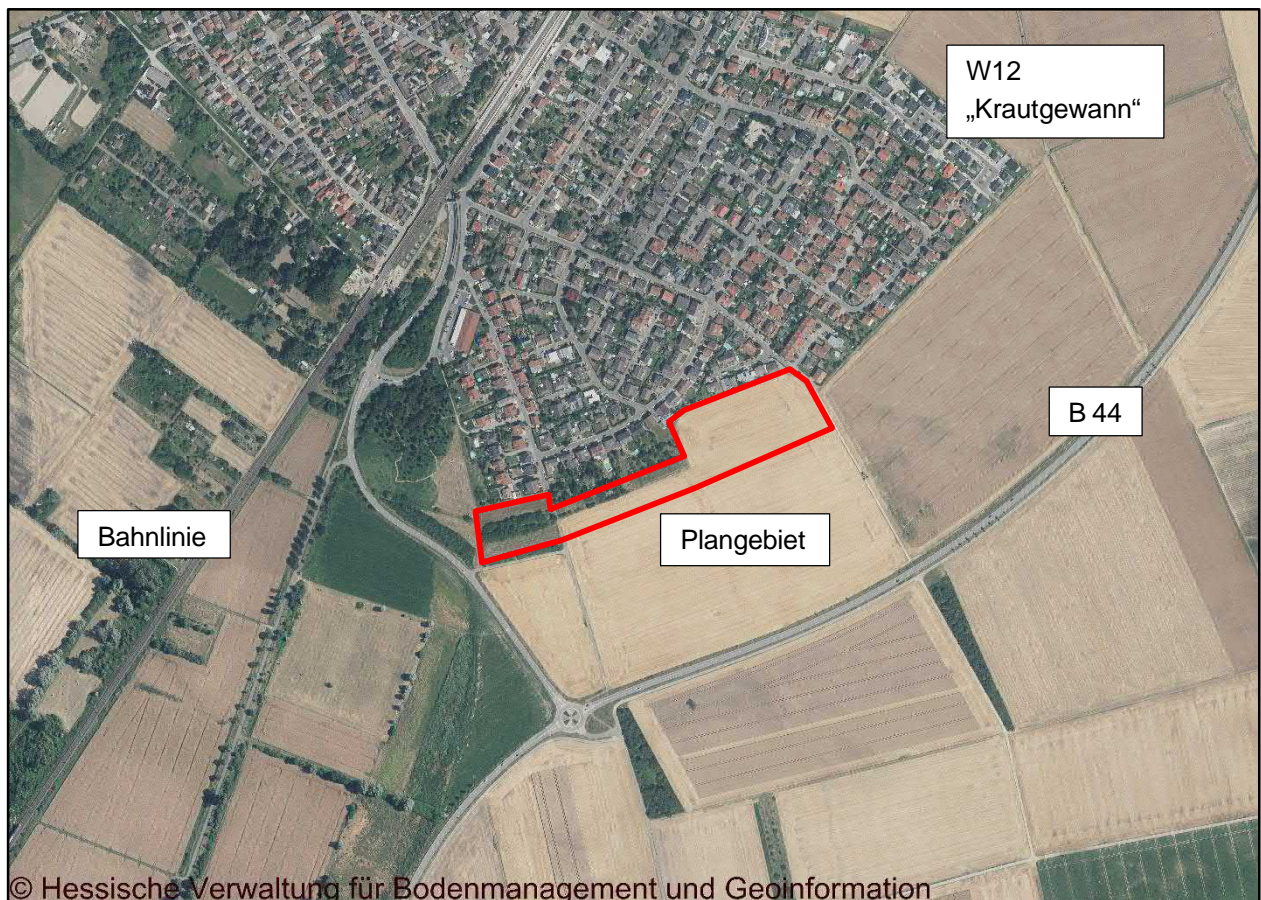 W12
„Krautgewann“
B 44
Bahnlinie
Plangebiet
© Hessische Verwaltung für Bodenmanagement und Geoinformation